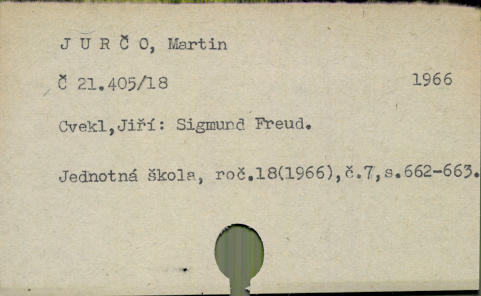 J U R Č O, Martin
Č 21.405/18 1966
Cvekl,Jiří: Sigmund Freud.
Jednotná škola, roč.18(1966),č.7,s.662-663.